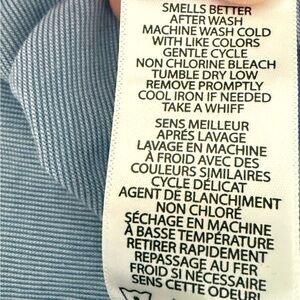 SMELLS BETTER
AFTER WASH
MACHINE WASH COLD
WITH LIKE COLORS
GENTLE CYCLE
NON CHLORINE BLEACH
TUMBLE DRY LOW
REMOVE PROMPTLY
COOL IRON IF NEEDED
TAKE A WHIFF
SENS MEILLEUR
APRÉS LAVAGE
LAVAGE EN MACHINE
À FROID AVEC DES
COULEURS SIMILAIRES
CYCLE DÉLICAT
AGENT DE BLANCHIMENT
NON CHLORÉ
SÉCHAGE EN MACHINE
À BASSE TEMPÉRATURE
RETIRER RAPIDEMENT
REPASSAGE AU FER
FROID SI NÉCESSAIRE
SENS CETTE ODEUR